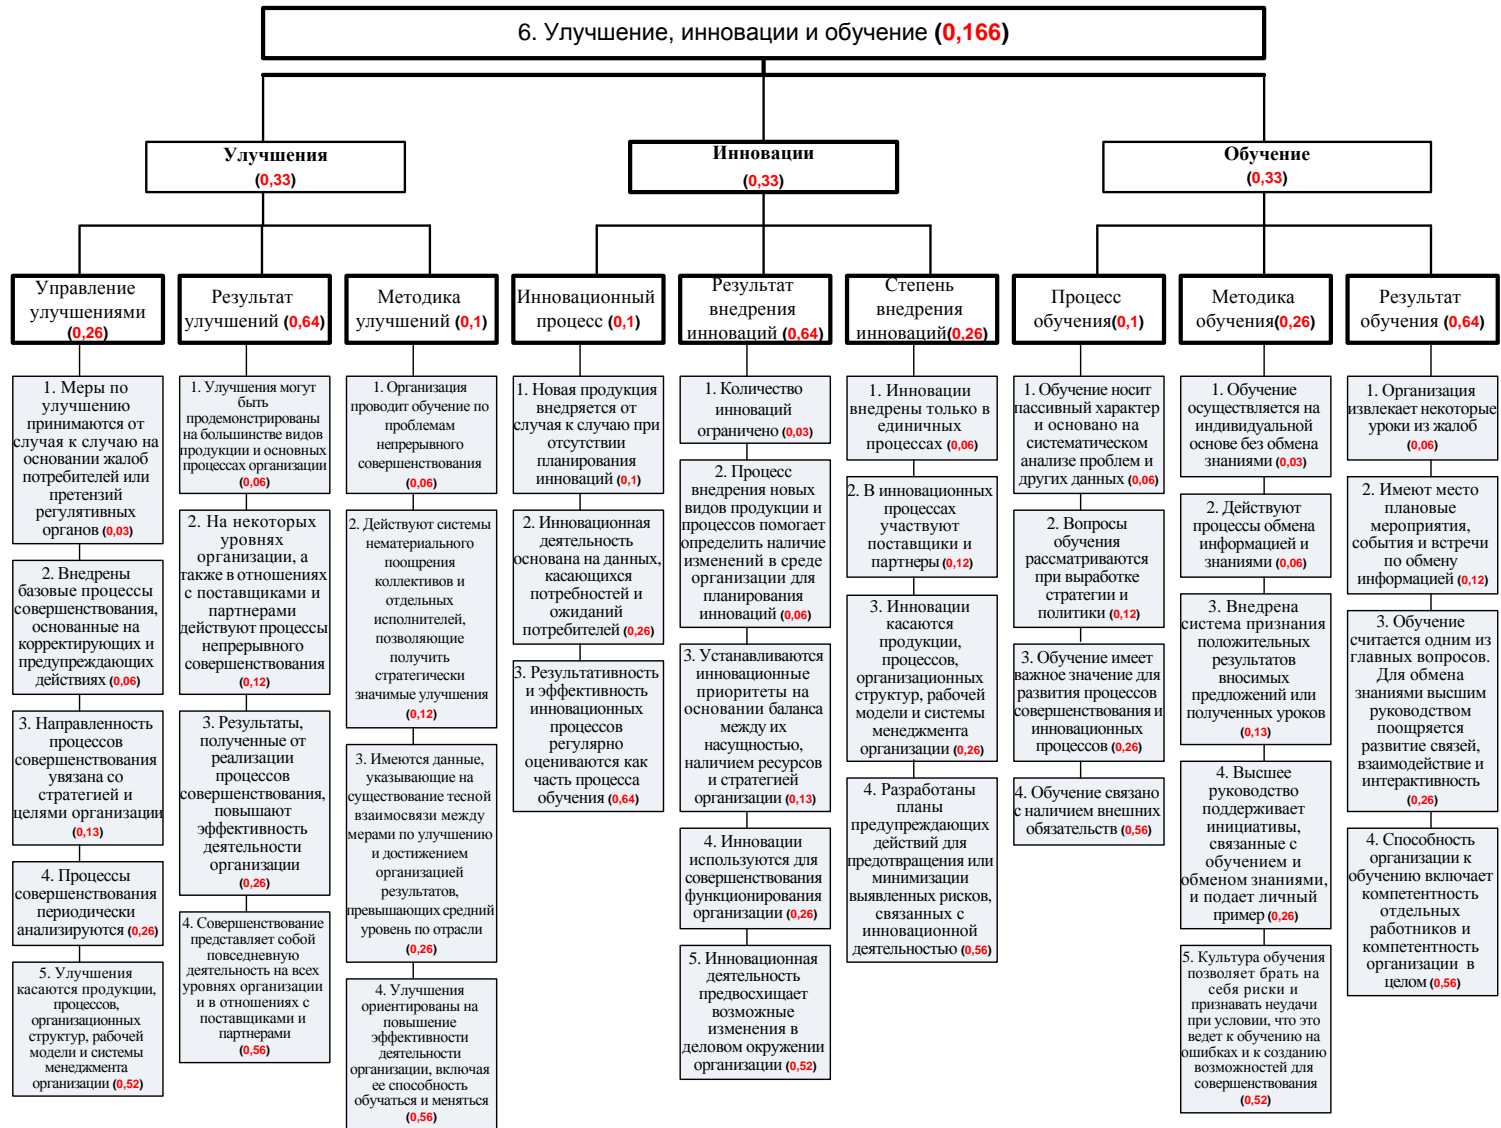 6. Улучшение, инновации и обучение (0,166)
Улучшения
(0,33)
Инновации
(0,33)
Обучение
(0,33)
Управление
улучшениями
(0,26)
Результат
улучшений (0,64)
Методика
улучшений (0,1)
Инновационный
процесс (0,1)
Результат
внедрения
инноваций (0,64)
Степень
внедрения
инноваций(0,26)
Процесс
обучения(0,1)
Методика
обучения(0,26)
Результат
обучения (0,64)
1. Меры по
улучшению
принимаются от
случая к случаю на
основании жалоб
потребителей или
претензий
регулятивных
органов (0,03)
2. Внедрены
базовые процессы
совершенствования,
основанные на
корректирующих и
предупреждающих
действиях (0,06)
3. Направленность
процессов
совершенствования
увязана со
стратегией и
целями организации
(0,13)
4. Процессы
совершенствования
периодически
анализируются (0,26)
5. Улучшения
касаются продукции,
процессов,
организационных
структур, рабочей
модели и системы
менеджмента
организации (0,52)
1. Улучшения могут
быть
продемонстрированы
на большинстве видов
продукции и основных
процессах организации
(0,06)
2. На некоторых
уровнях
организации, а
также в отношениях
с поставщиками и
партнерами
действуют процессы
непрерывного
совершенствования
(0,12)
3. Результаты,
полученные от
реализации
процессов
совершенствования,
повышают
эффективность
деятельности
организации
(0,26)
4. Совершенствование
представляет собой
повседневную
деятельность на всех
уровнях организации
и в отношениях с
поставщиками и
партнерами
(0,56)
1. Организация
проводит обучение по
проблемам
непрерывного
совершенствования
(0,06)
2. Действуют системы
нематериального
поощрения
коллективов и
отдельных
исполнителей,
позволяющие
получить
стратегически
значимые улучшения
(0,12)
3. Имеются данные,
указывающие на
существование тесной
взаимосвязи между
мерами по улучшению
и достижением
организацией
результатов,
превышающих средний
уровень по отрасли
(0,26)
4. Улучшения
ориентированы на
повышение
эффективности
деятельности
организации, включая
ее способность
обучаться и меняться
(0,56)
1. Новая продукция
внедряется от
случая к случаю при
отсутствии
планирования
инноваций (0,1)
2. Инновационная
деятельность
основана на данных,
касающихся
потребностей и
ожиданий
потребителей (0,26)
3. Результативность
и эффективность
инновационных
процессов
регулярно
оцениваются как
часть процесса
обучения (0,64)
1. Количество
инноваций
ограничено (0,03)
2. Процесс
внедрения новых
видов продукции и
процессов помогает
определить наличие
изменений в среде
организации для
планирования
инноваций (0,06)
3. Устанавливаются
инновационные
приоритеты на
основании баланса
между их
насущностью,
наличием ресурсов
и стратегией
организации (0,13)
4. Инновации
используются для
совершенствования
функционирования
организации (0,26)
5. Инновационная
деятельность
предвосхищает
возможные
изменения в
деловом окружении
организации (0,52)
1. Инновации
внедрены только в
единичных
процессах (0,06)
2. В инновационных
процессах
участвуют
поставщики и
партнеры (0,12)
3. Инновации
касаются
продукции,
процессов,
организационных
структур, рабочей
модели и системы
менеджмента
организации (0,26)
4. Разработаны
планы
предупреждающих
действий для
предотвращения или
минимизации
выявленных рисков,
связанных с
инновационной
деятельностью (0,56)
1. Обучение носит
пассивный характер
и основано на
систематическом
анализе проблем и
других данных (0,06)
2. Вопросы
обучения
рассматриваются
при выработке
стратегии и
политики (0,12)
3. Обучение имеет
важное значение для
развития процессов
совершенствования и
инновационных
процессов (0,26)
4. Обучение связано
с наличием внешних
обязательств (0,56)
1. Обучение
осуществляется на
индивидуальной
основе без обмена
знаниями (0,03)
2. Действуют
процессы обмена
информацией и
знаниями (0,06)
3. Внедрена
система признания
положительных
результатов
вносимых
предложений или
полученных уроков
(0,13)
4. Высшее
руководство
поддерживает
инициативы,
связанные с
обучением и
обменом знаниями,
и подает личный
пример (0,26)
5. Культура обучения
позволяет брать на
себя риски и
признавать неудачи
при условии, что это
ведет к обучению на
ошибках и к созданию
возможностей для
совершенствования
(0,52)
1. Организация
извлекает некоторые
уроки из жалоб
(0,06)
2. Имеют место
плановые
мероприятия,
события и встречи
по обмену
информацией (0,12)
3. Обучение
считается одним из
главных вопросов.
Для обмена
знаниями высшим
руководством
поощряется
развитие связей,
взаимодействие и
интерактивность
(0,26)
4. Способность
организации к
обучению включает
компетентность
отдельных
работников и
компетентность
организации в
целом (0,56)